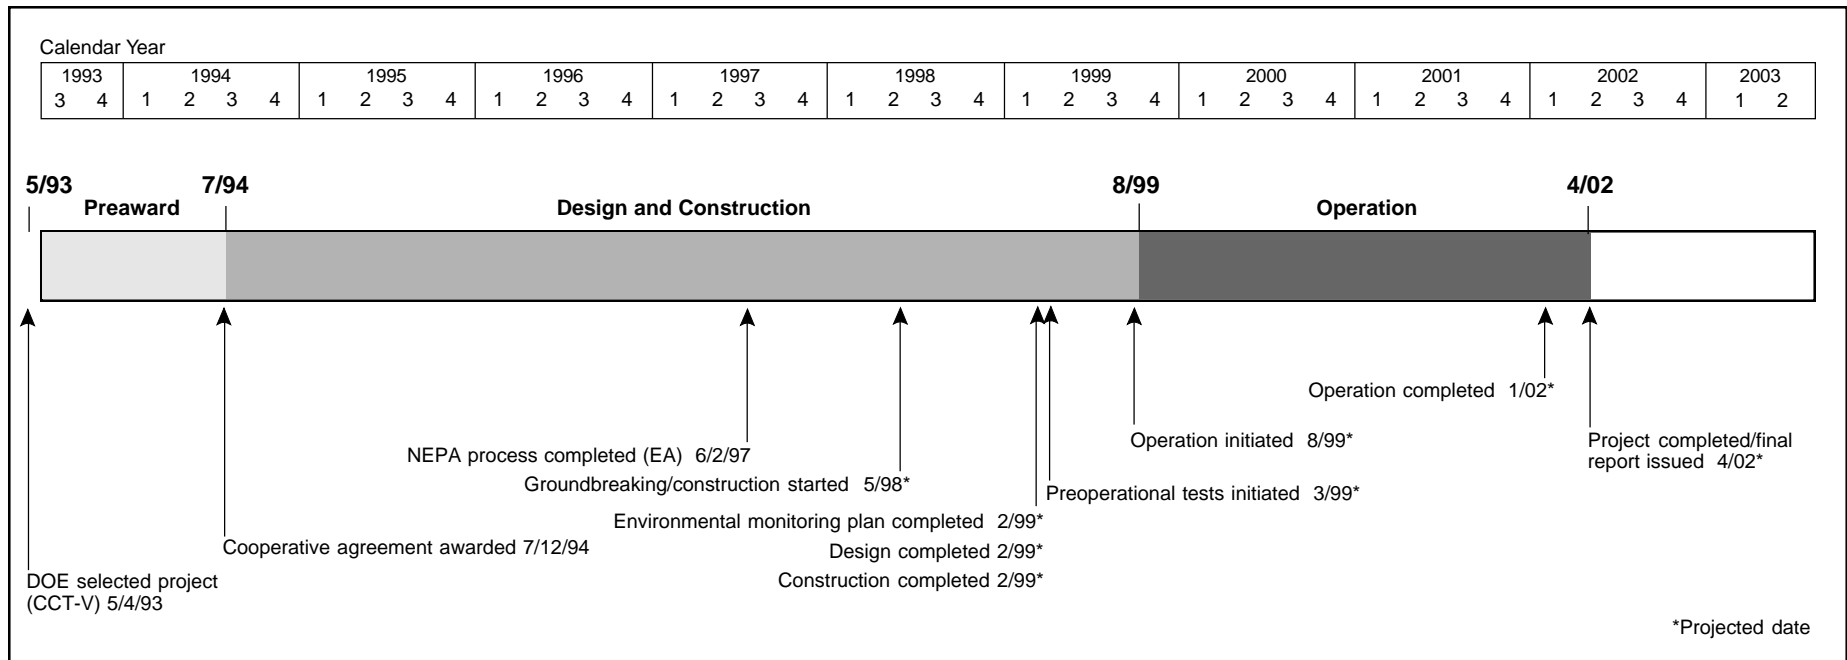 Calendar Year
1993 1994 1995 1996 1997 1998 1999 2000 2001 2002 2003
3 4 1 2 3 4 1 2 3 4 1 2 3 4 1 2 3 4 1 2 3 4 1 2 3 4 1 2 3 4 1 2 3 4 1 2 3 4 1 2
5/93 7/94 8/99 4/02
Preaward Design and Construction Operation
Operation completed 1/02*
Operation initiated 8/99*
Project completed/final
report issued 4/02*
NEPA process completed (EA) 6/2/97
Groundbreaking/construction started 5/98*
Preoperational tests initiated 3/99*
Environmental monitoring plan completed 2/99*
Cooperative agreement awarded 7/12/94
Design completed 2/99*
Construction completed 2/99*
DOE selected project
(CCT-V) 5/4/93
*Projected date